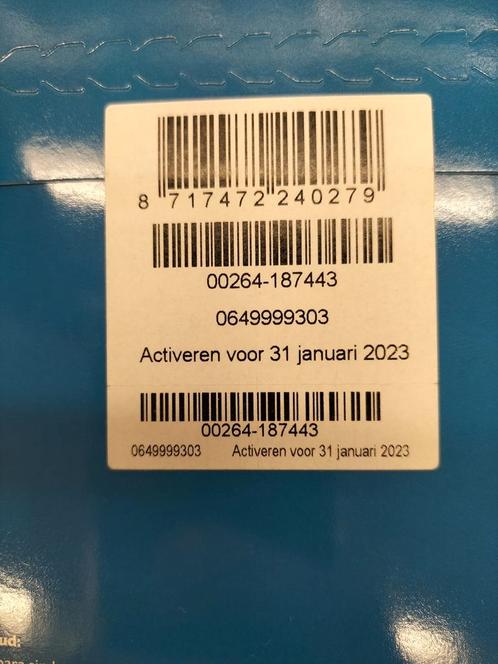 8 717472 240279
00264-187443
0649999303
Activeren voor 31 januari 2023
00264-187443
0649999303 Activeren voor 31 januari 2023
ud: